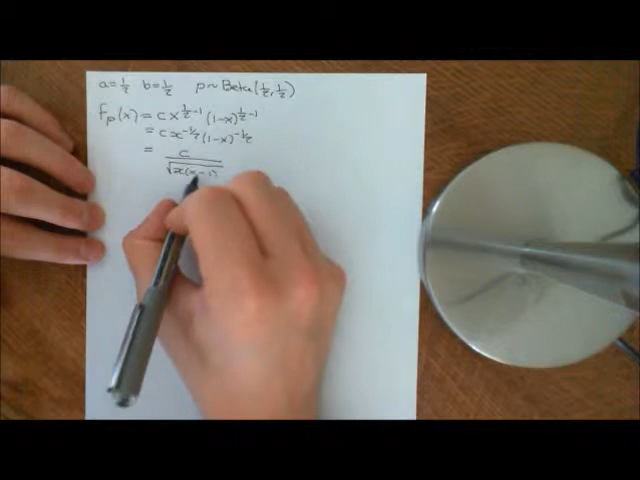 a=1/2 b=1/2 p~Beta(1/2,1/2)
f_p(x) = c x^{1/2-1} (1-x)^{1/2-1}
= c x^{-1/2} (1-x)^{-1/2}
= c / √x(x-1)